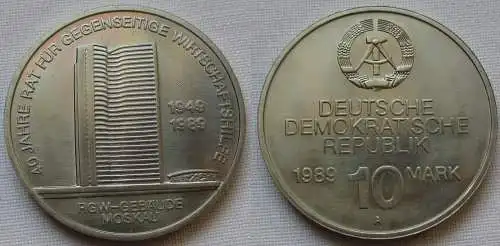 40 JAHRE RAT FÜR GEGENSEITIGE WIRTSCHAFTSHILFE
1949
1989
RGW-GEBÄUDE
MOSKAU
DEUTSCHE
DEMOKRATISCHE
REPUBLIK
1989 10 MARK
A